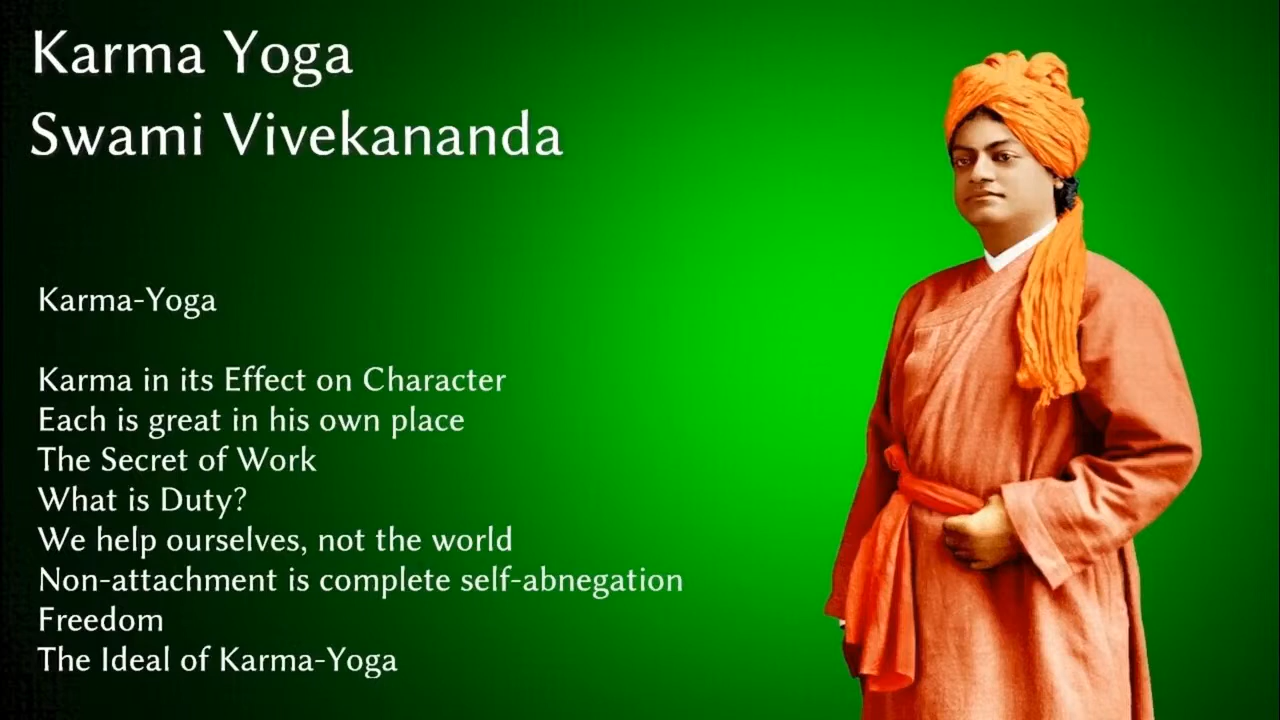 Karma Yoga
Swami Vivekananda
Karma-Yoga
Karma in its Effect on Character
Each is great in his own place
The Secret of Work
What is Duty?
We help ourselves, not the world
Non-attachment is complete self-abnegation
Freedom
The Ideal of Karma-Yoga